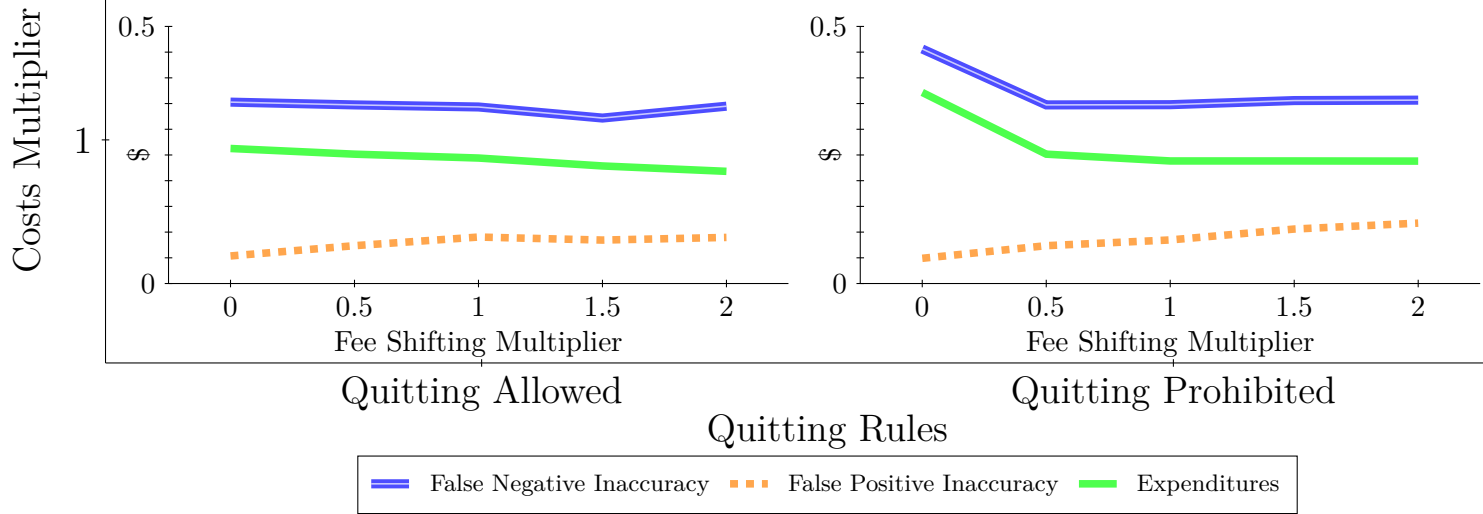 Costs Multiplier
1
0.5
$
0
0 0.5 1 1.5 2
Fee Shifting Multiplier
0.5
$
0
0 0.5 1 1.5 2
Fee Shifting Multiplier
Quitting Allowed
Quitting Prohibited
Quitting Rules
False Negative Inaccuracy False Positive Inaccuracy Expenditures